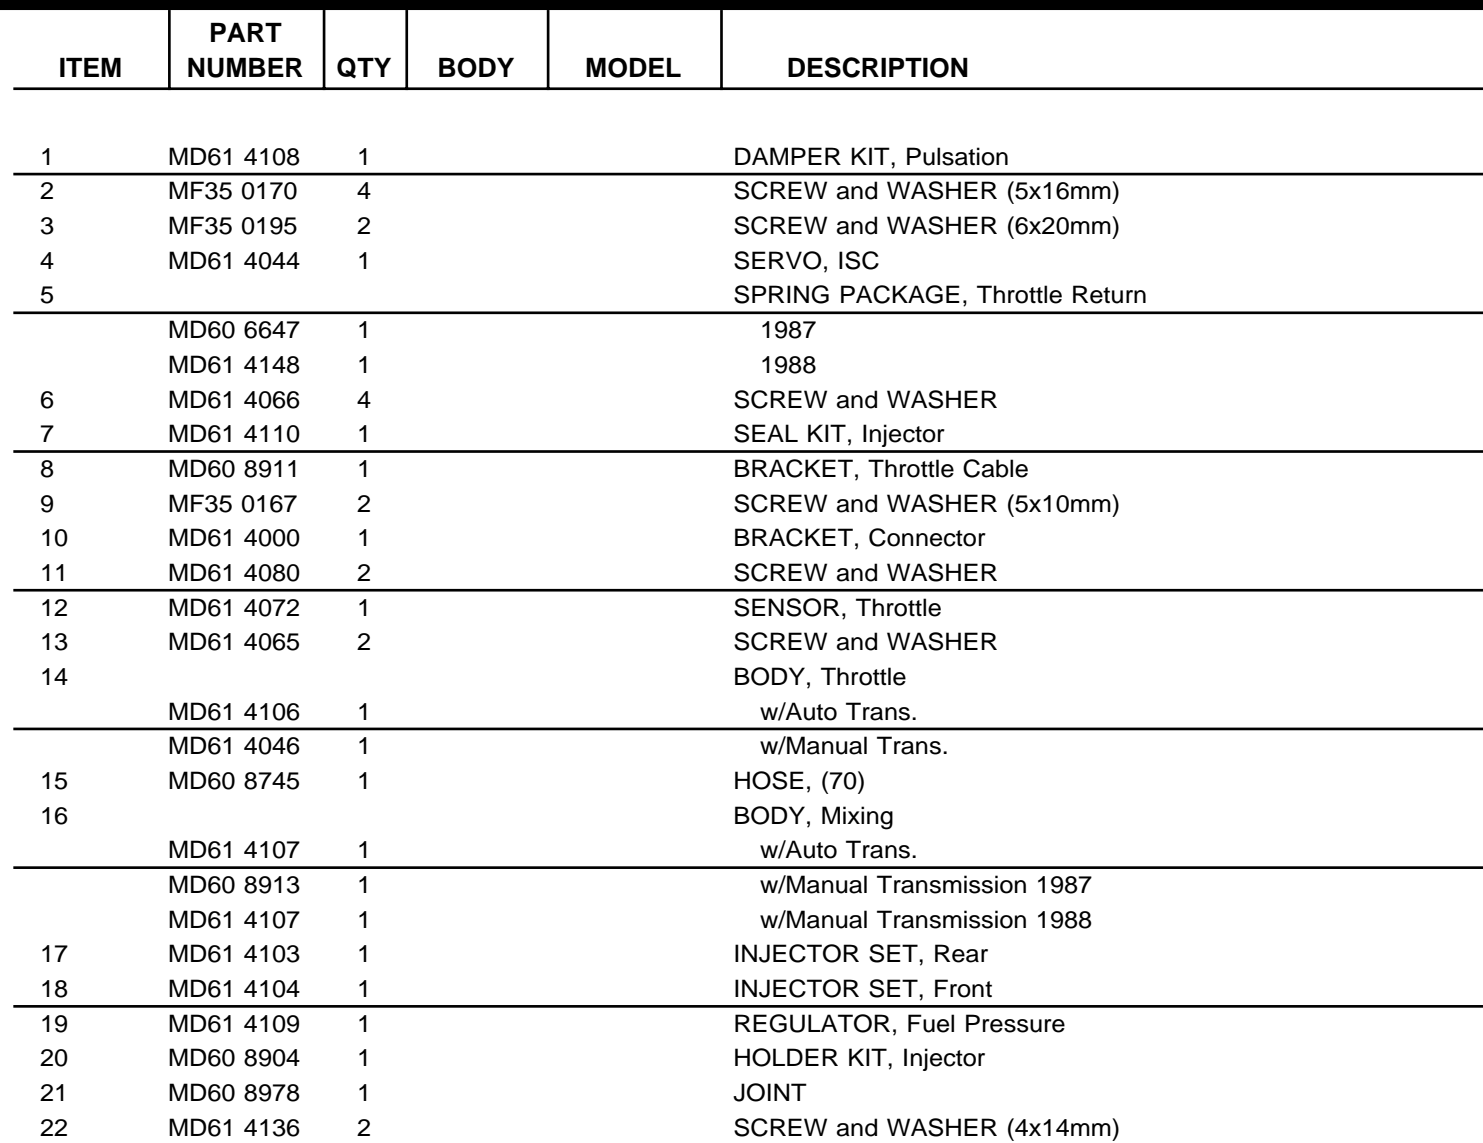 PART
ITEM NUMBER QTY BODY MODEL DESCRIPTION
1 MD61 4108 1 DAMPER KIT, Pulsation
2 MF35 0170 4 SCREW and WASHER (5x16mm)
3 MF35 0195 2 SCREW and WASHER (6x20mm)
4 MD61 4044 1 SERVO, ISC
5 SPRING PACKAGE, Throttle Return
MD60 6647 1 1987
MD61 4148 1 1988
6 MD61 4066 4 SCREW and WASHER
7 MD61 4110 1 SEAL KIT, Injector
8 MD60 8911 1 BRACKET, Throttle Cable
9 MF35 0167 2 SCREW and WASHER (5x10mm)
10 MD61 4000 1 BRACKET, Connector
11 MD61 4080 2 SCREW and WASHER
12 MD61 4072 1 SENSOR, Throttle
13 MD61 4065 2 SCREW and WASHER
14 BODY, Throttle
MD61 4106 1 w/Auto Trans.
MD61 4046 1 w/Manual Trans.
15 MD60 8745 1 HOSE, (70)
16 BODY, Mixing
MD61 4107 1 w/Auto Trans.
MD60 8913 1 w/Manual Transmission 1987
MD61 4107 1 w/Manual Transmission 1988
17 MD61 4103 1 INJECTOR SET, Rear
18 MD61 4104 1 INJECTOR SET, Front
19 MD61 4109 1 REGULATOR, Fuel Pressure
20 MD60 8904 1 HOLDER KIT, Injector
21 MD60 8978 1 JOINT
22 MD61 4136 2 SCREW and WASHER (4x14mm)